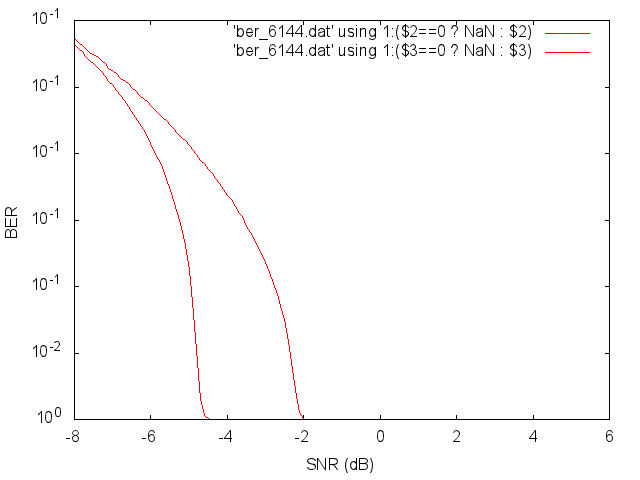 'ber_6144.dat' using 1:($2==0 ? NaN : $2)
'ber_6144.dat' using 1:($3==0 ? NaN : $3)
10^-1
10^-1
10^-1
10^-1
10^-1
10^-2
10^0
BER
-8 -6 -4 -2 0 2 4 6
SNR (dB)